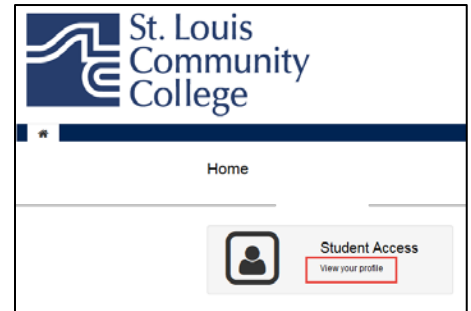 St. Louis
Community
College
Home
Student Access
View your profile